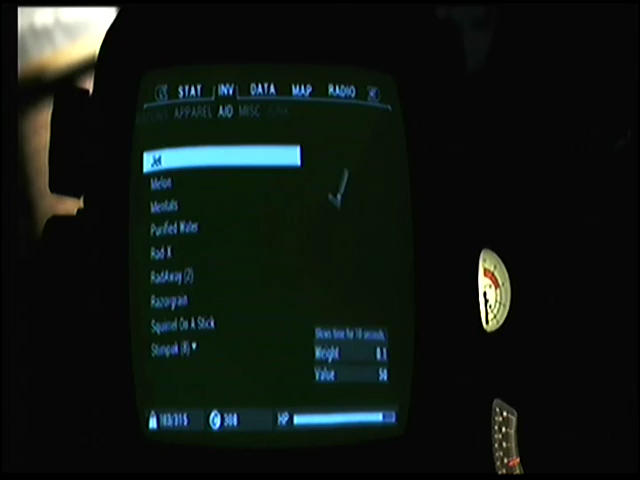 STAT INV DATA MAP RADIO
APPAREL AID MISC
Jet
Melon
Mentats
Purified Water
Rad X
RadAway (2)
Razorgrain
Squirrel On A Stick
Stimpak (8)
Slows time for 10 seconds.
Weight 0.1
Value 50
183/315 308 HP